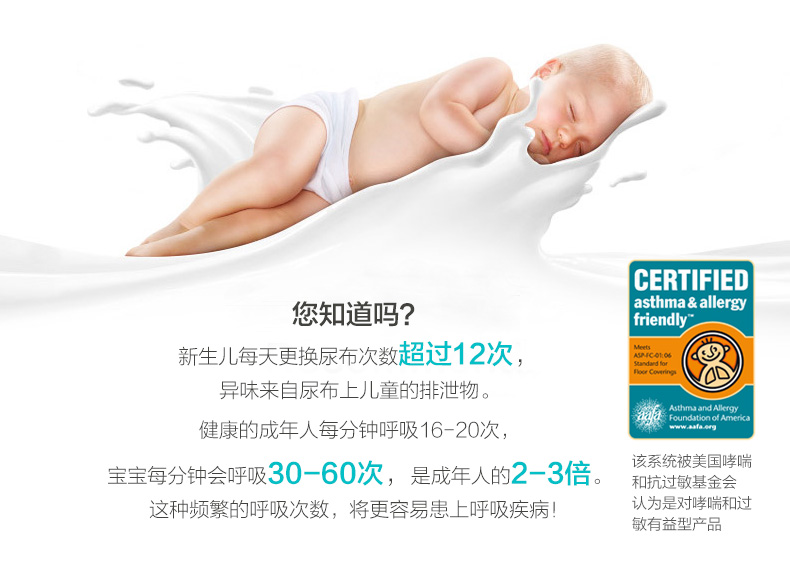 您知道吗?
新生儿每天更换尿布次数超过12次，
异味来自尿布上儿童的排泄物。
健康的成年人每分钟呼吸16-20次，
宝宝每分钟会呼吸30-60次，是成年人的2-3倍。
这种频繁的呼吸次数，将更容易患上呼吸疾病!
CERTIFIED
asthma & allergy
friendly™
Meets
ASP-FC-01:06
Standard for
Floor Coverings
aafa
Asthma and Allergy
Foundation of America
www.aafa.org
该系统被美国哮喘
和抗过敏基金会
认为是对哮喘和过
敏有益型产品